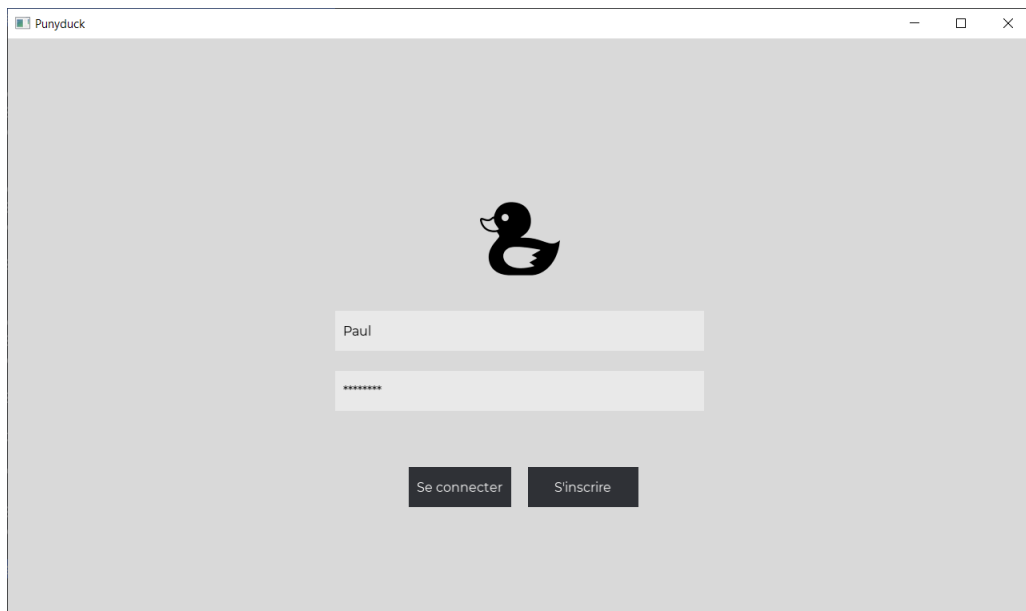 Punyduck
Paul
********
Se connecter
S'inscrire